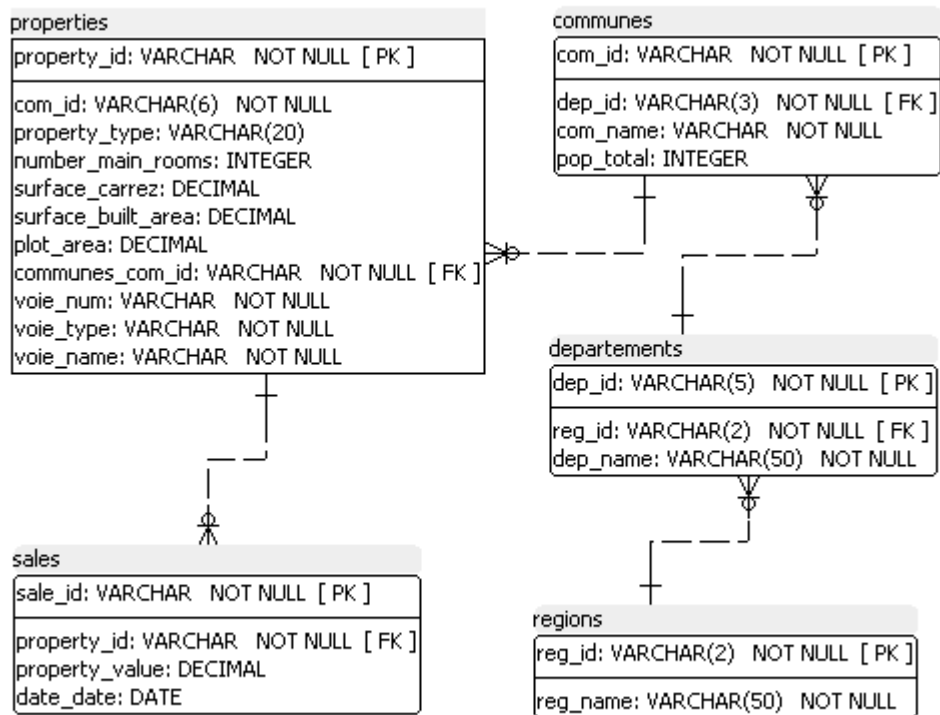 properties
property_id: VARCHAR NOT NULL [ PK ]
com_id: VARCHAR(6) NOT NULL
property_type: VARCHAR(20)
number_main_rooms: INTEGER
surface_carrez: DECIMAL
surface_built_area: DECIMAL
plot_area: DECIMAL
communes_com_id: VARCHAR NOT NULL [ FK ]
voie_num: VARCHAR NOT NULL
voie_type: VARCHAR NOT NULL
voie_name: VARCHAR NOT NULL
communes
com_id: VARCHAR NOT NULL [ PK ]
dep_id: VARCHAR(3) NOT NULL [ FK ]
com_name: VARCHAR NOT NULL
pop_total: INTEGER
departements
dep_id: VARCHAR(5) NOT NULL [ PK ]
reg_id: VARCHAR(2) NOT NULL [ FK ]
dep_name: VARCHAR(50) NOT NULL
sales
sale_id: VARCHAR NOT NULL [ PK ]
property_id: VARCHAR NOT NULL [ FK ]
property_value: DECIMAL
date_date: DATE
regions
reg_id: VARCHAR(2) NOT NULL [ PK ]
reg_name: VARCHAR(50) NOT NULL